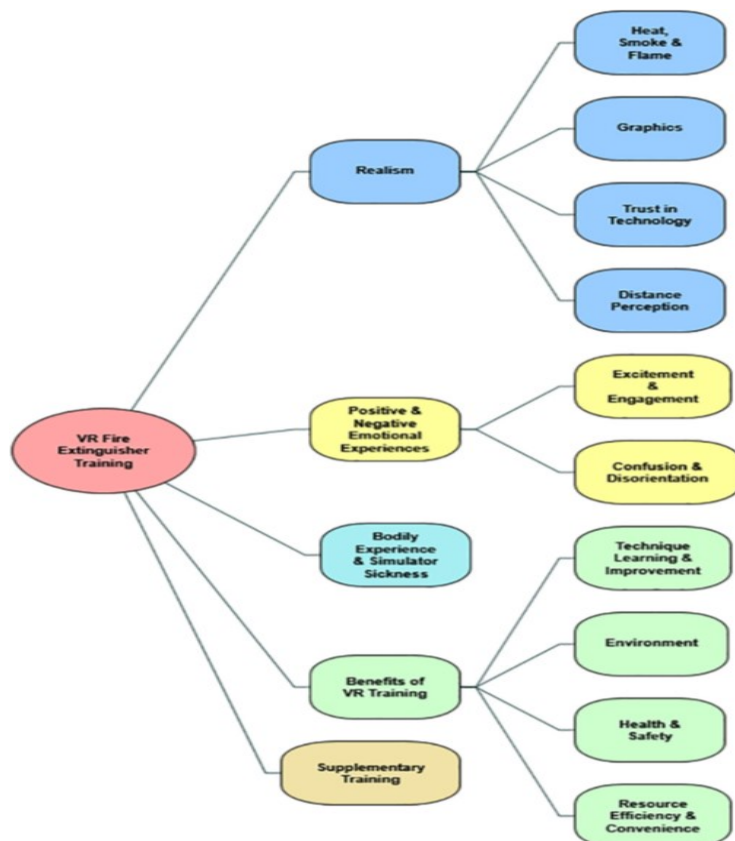 Heat,
Smoke &
Flame
Graphics
Realism
Trust in
Technology
Distance
Perception
Excitement
&
Engagement
Positive &
Negative
Emotional
Experiences
VR Fire
Extinguisher
Training
Confusion &
Disorientation
Bodily
Experience
& Simulator
Sickness
Technique
Learning &
Improvement
Environment
Benefits of
VR Training
Health &
Safety
Supplementary
Training
Resource
Efficiency &
Convenience